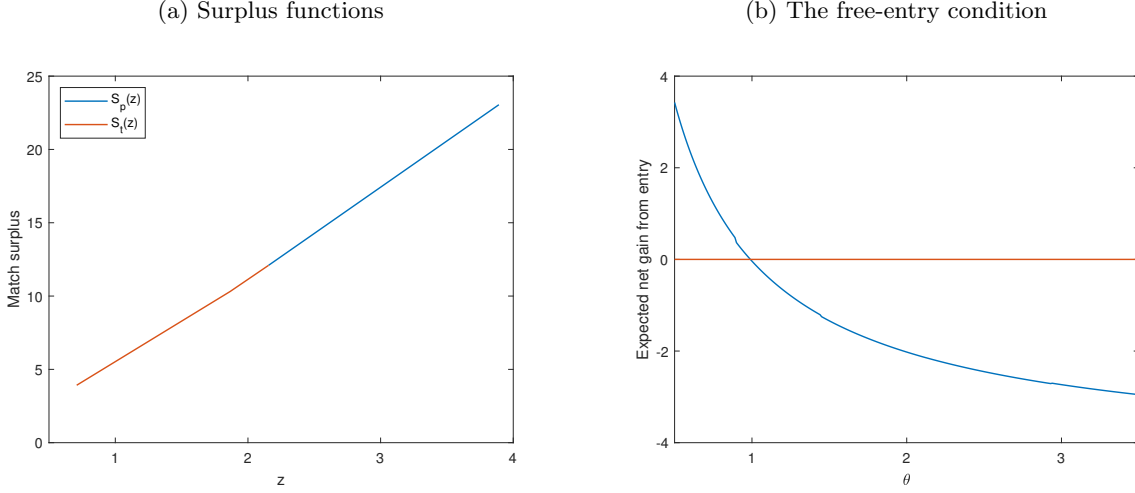 (a) Surplus functions
25
20
15
10
5
0
Match surplus
S_p(z)
S_t(z)
1
2
3
4
z
(b) The free-entry condition
4
2
0
-2
-4
Expected net gain from entry
1
2
3
θ